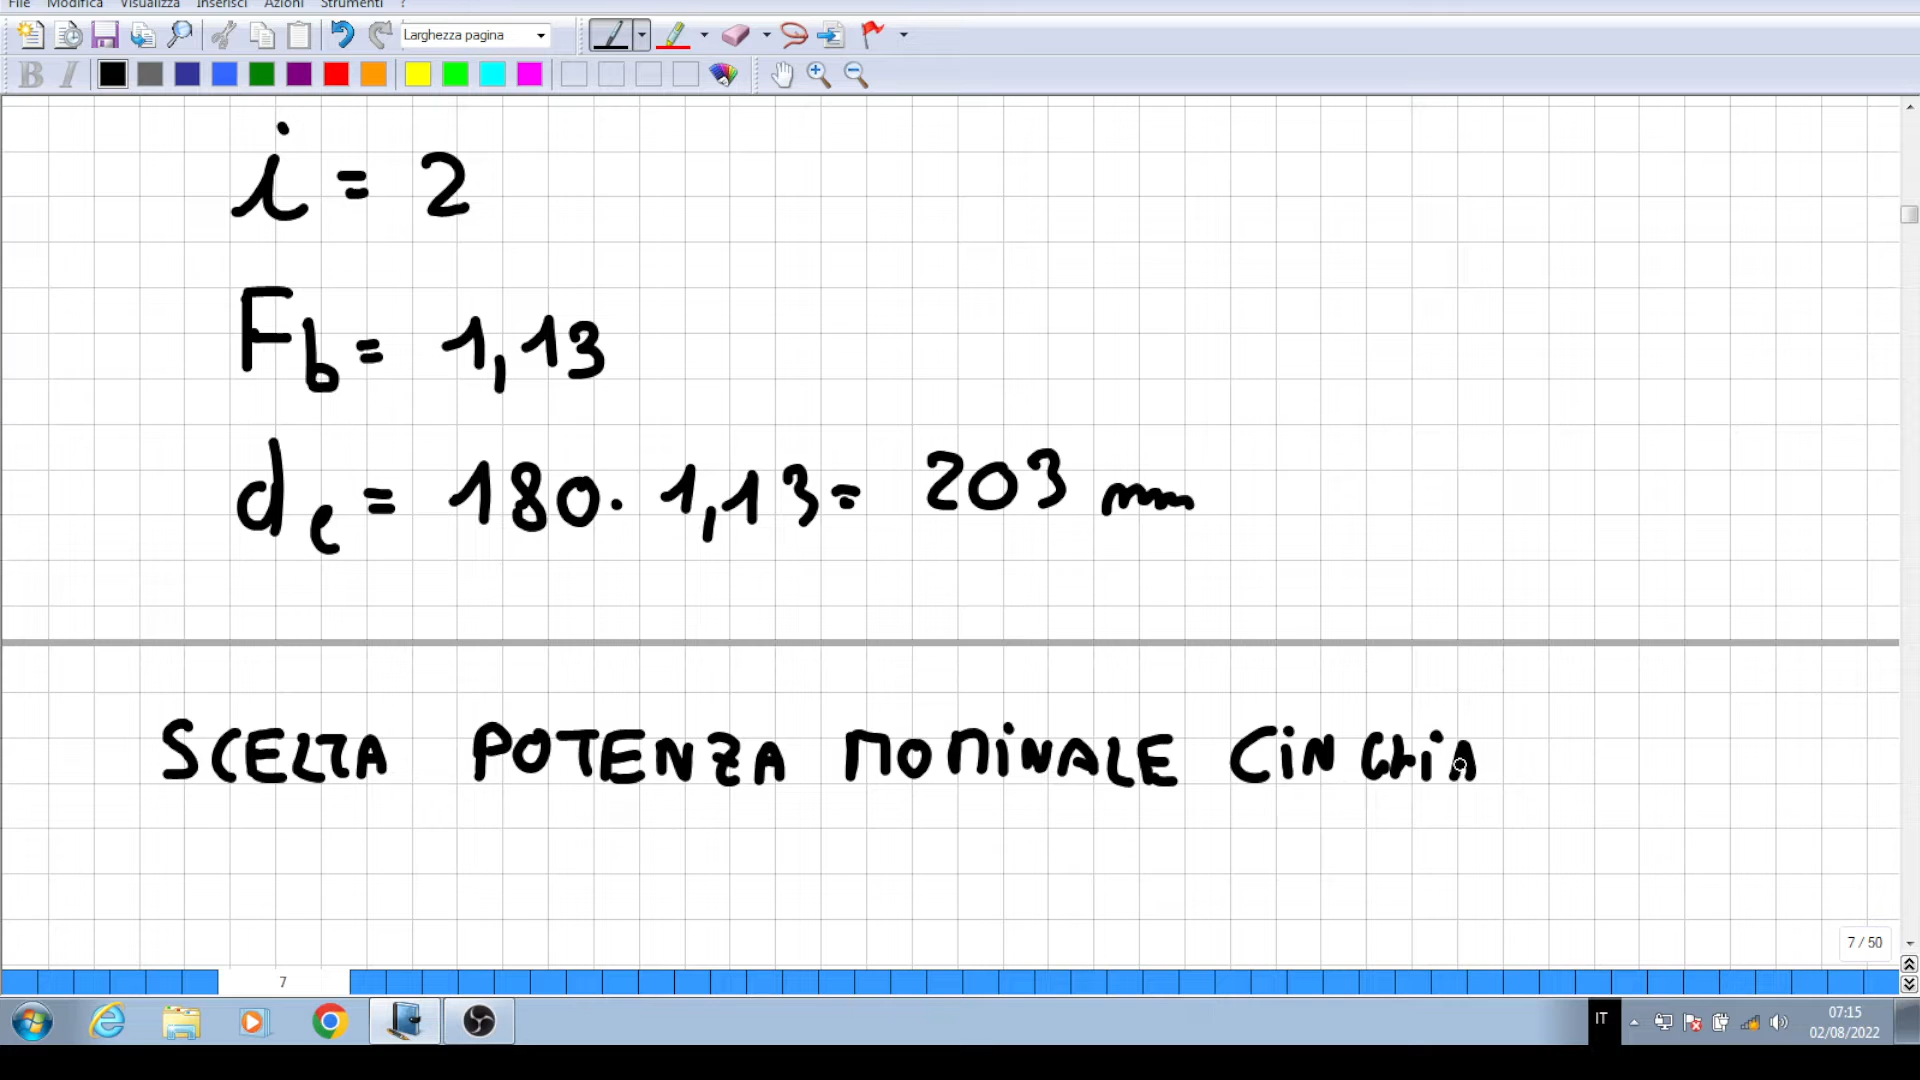 File Modifica Visualizza Inserisci Azioni Strumenti ?
Larghezza pagina
B I
i = 2
Fb = 1,13
de = 180 · 1,13 = 203 mm
SCELTA POTENZA NOMINALE CINGHIA
7 / 50
7
IT
07:15
02/08/2022